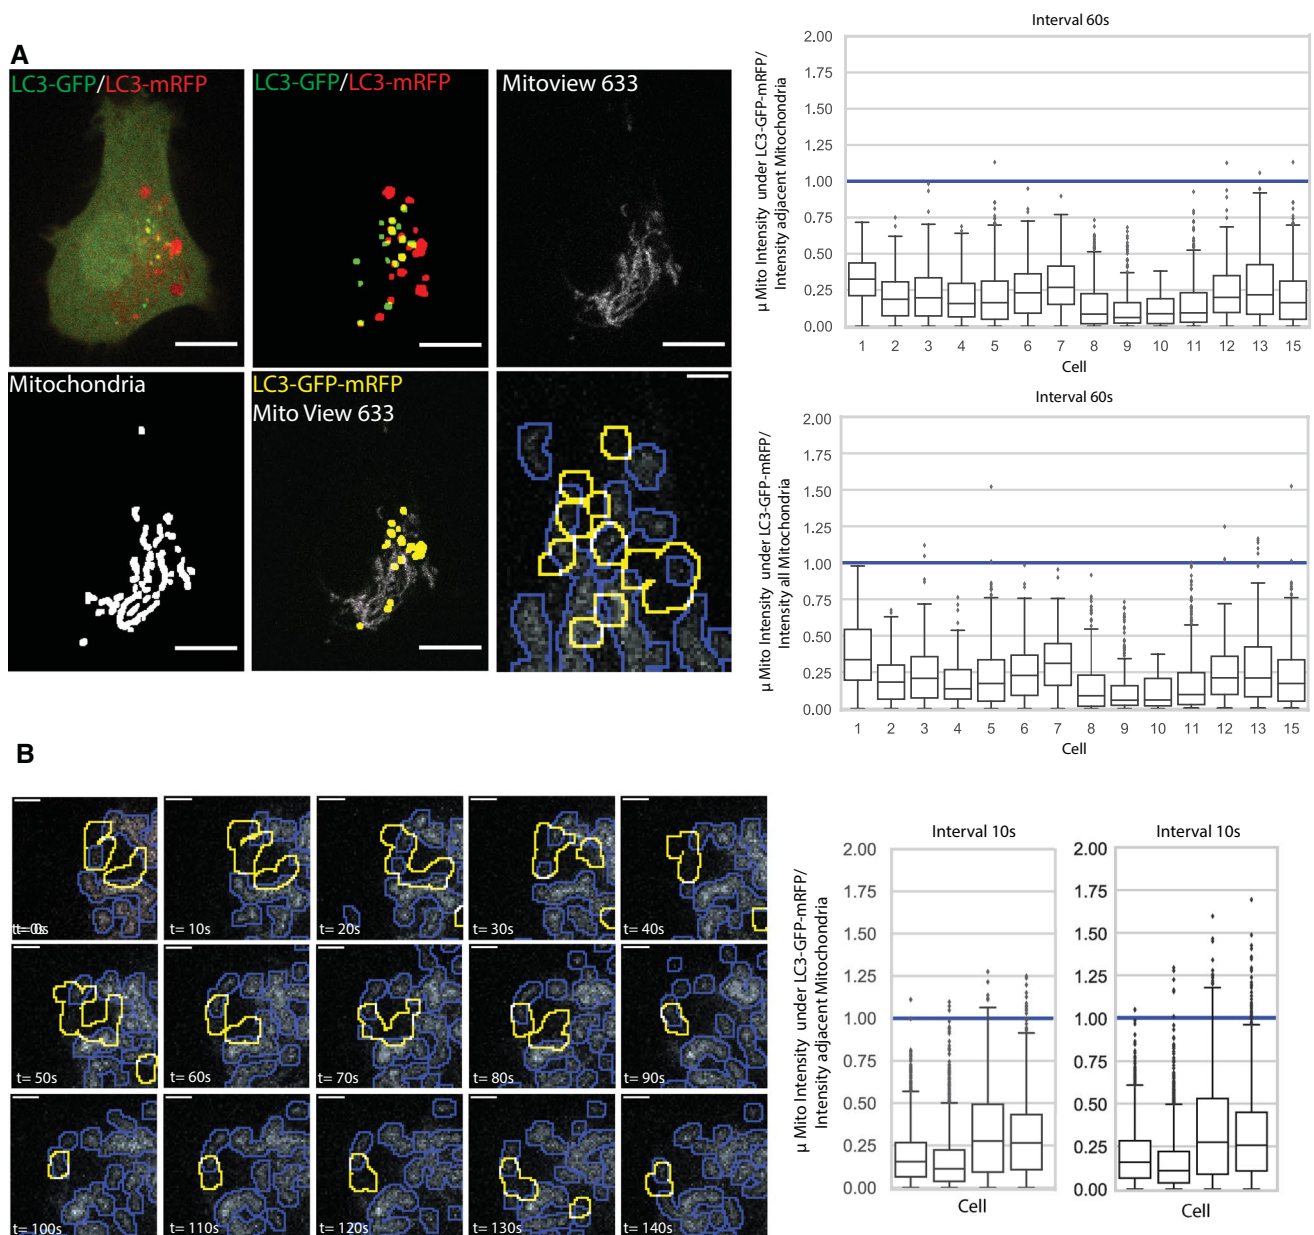 A
LC3-GFP/LC3-mRFP
LC3-GFP/LC3-mRFP
Mitoview 633
Mitochondria
LC3-GFP-mRFP
Mito View 633
Interval 60s
μ Mito Intensity under LC3-GFP-mRFP/
Intensity adjacent Mitochondria
2.00
1.75
1.50
1.25
1.00
0.75
0.50
0.25
0.00
1 2 3 4 5 6 7 8 9 10 11 12 13 15
Cell
Interval 60s
μ Mito Intensity under LC3-GFP-mRFP/
Intensity all Mitochondria
2.00
1.75
1.50
1.25
1.00
0.75
0.50
0.25
0.00
1 2 3 4 5 6 7 8 9 10 11 12 13 15
Cell
B
t= 0s
t= 10s
t= 20s
t= 30s
t= 40s
t= 50s
t= 60s
t= 70s
t= 80s
t= 90s
t= 100s
t= 110s
t= 120s
t= 130s
t= 140s
Interval 10s
μ Mito Intensity under LC3-GFP-mRFP/
Intensity adjacent Mitochondria
2.00
1.75
1.50
1.25
1.00
0.75
0.50
0.25
0.00
Cell
Interval 10s
2.00
1.75
1.50
1.25
1.00
0.75
0.50
0.25
0.00
Cell